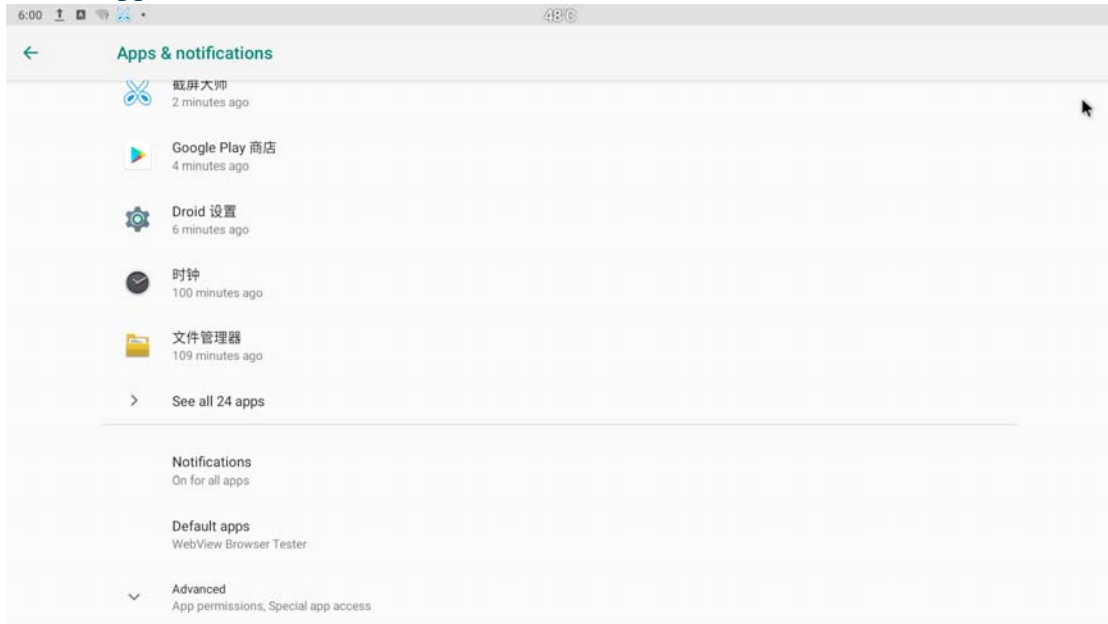 6:00
48°C
Apps & notifications
截屏大师
2 minutes ago
Google Play 商店
4 minutes ago
Droid 设置
6 minutes ago
时钟
100 minutes ago
文件管理器
109 minutes ago
See all 24 apps
Notifications
On for all apps
Default apps
WebView Browser Tester
Advanced
App permissions, Special app access